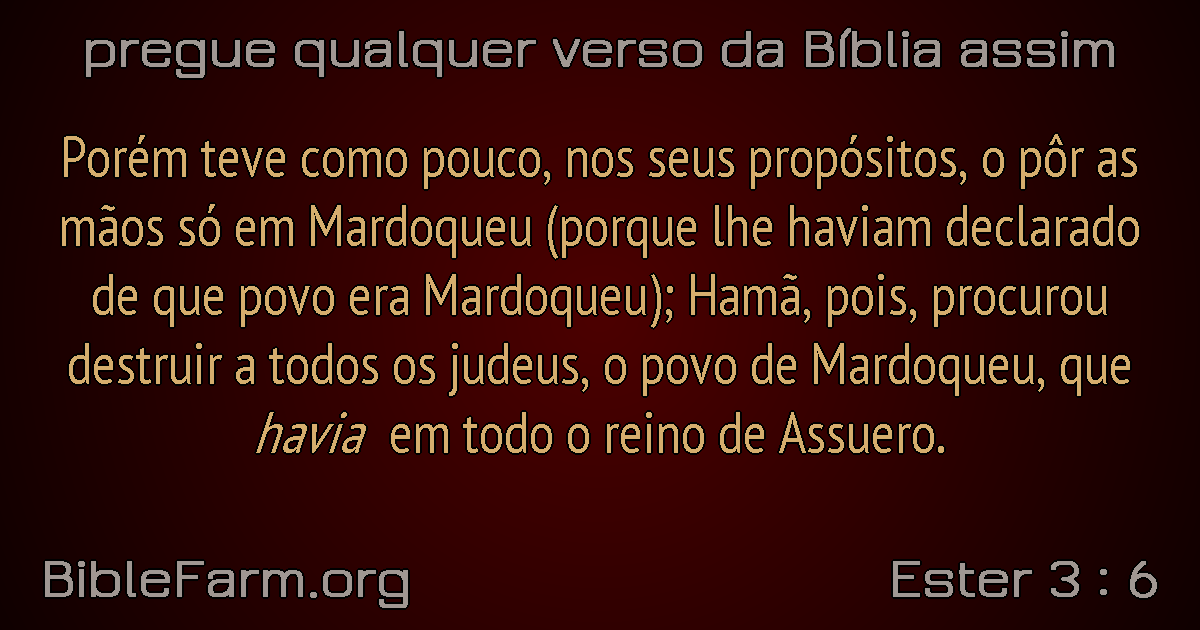 pregue qualquer verso da Bíblia assim
Porém teve como pouco, nos seus propósitos, o pôr as
mãos só em Mardoqueu (porque lhe haviam declarado
de que povo era Mardoqueu); Hamã, pois, procurou
destruir a todos os judeus, o povo de Mardoqueu, que
havia em todo o reino de Assuero.
BibleFarm.org
Ester 3 : 6